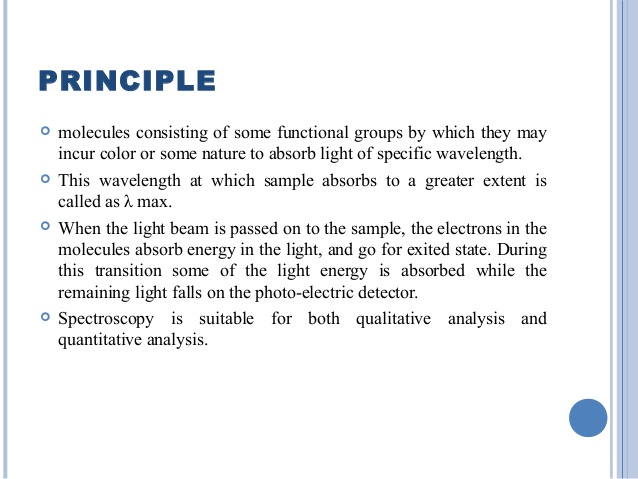 PRINCIPLE
molecules consisting of some functional groups by which they may
incur color or some nature to absorb light of specific wavelength.
This wavelength at which sample absorbs to a greater extent is
called as λ max.
When the light beam is passed on to the sample, the electrons in the
molecules absorb energy in the light, and go for exited state. During
this transition some of the light energy is absorbed while the
remaining light falls on the photo-electric detector.
Spectroscopy is suitable for both qualitative analysis and
quantitative analysis.